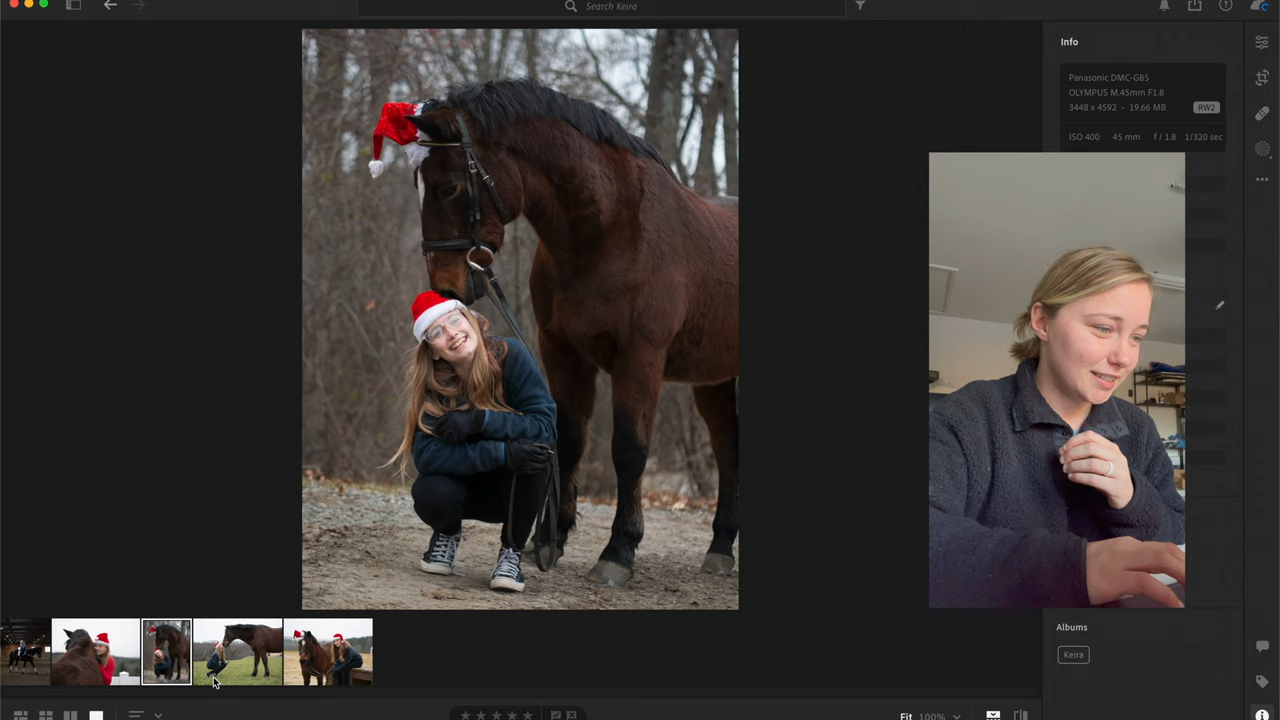 Search Keira
Info
Panasonic DMC-G85
OLYMPUS M.45mm F1.8
3448 x 4592 • 19.66 MB RW2
ISO 400 45 mm f / 1.8 1/320 sec
Albums
Keira
Fit 100%